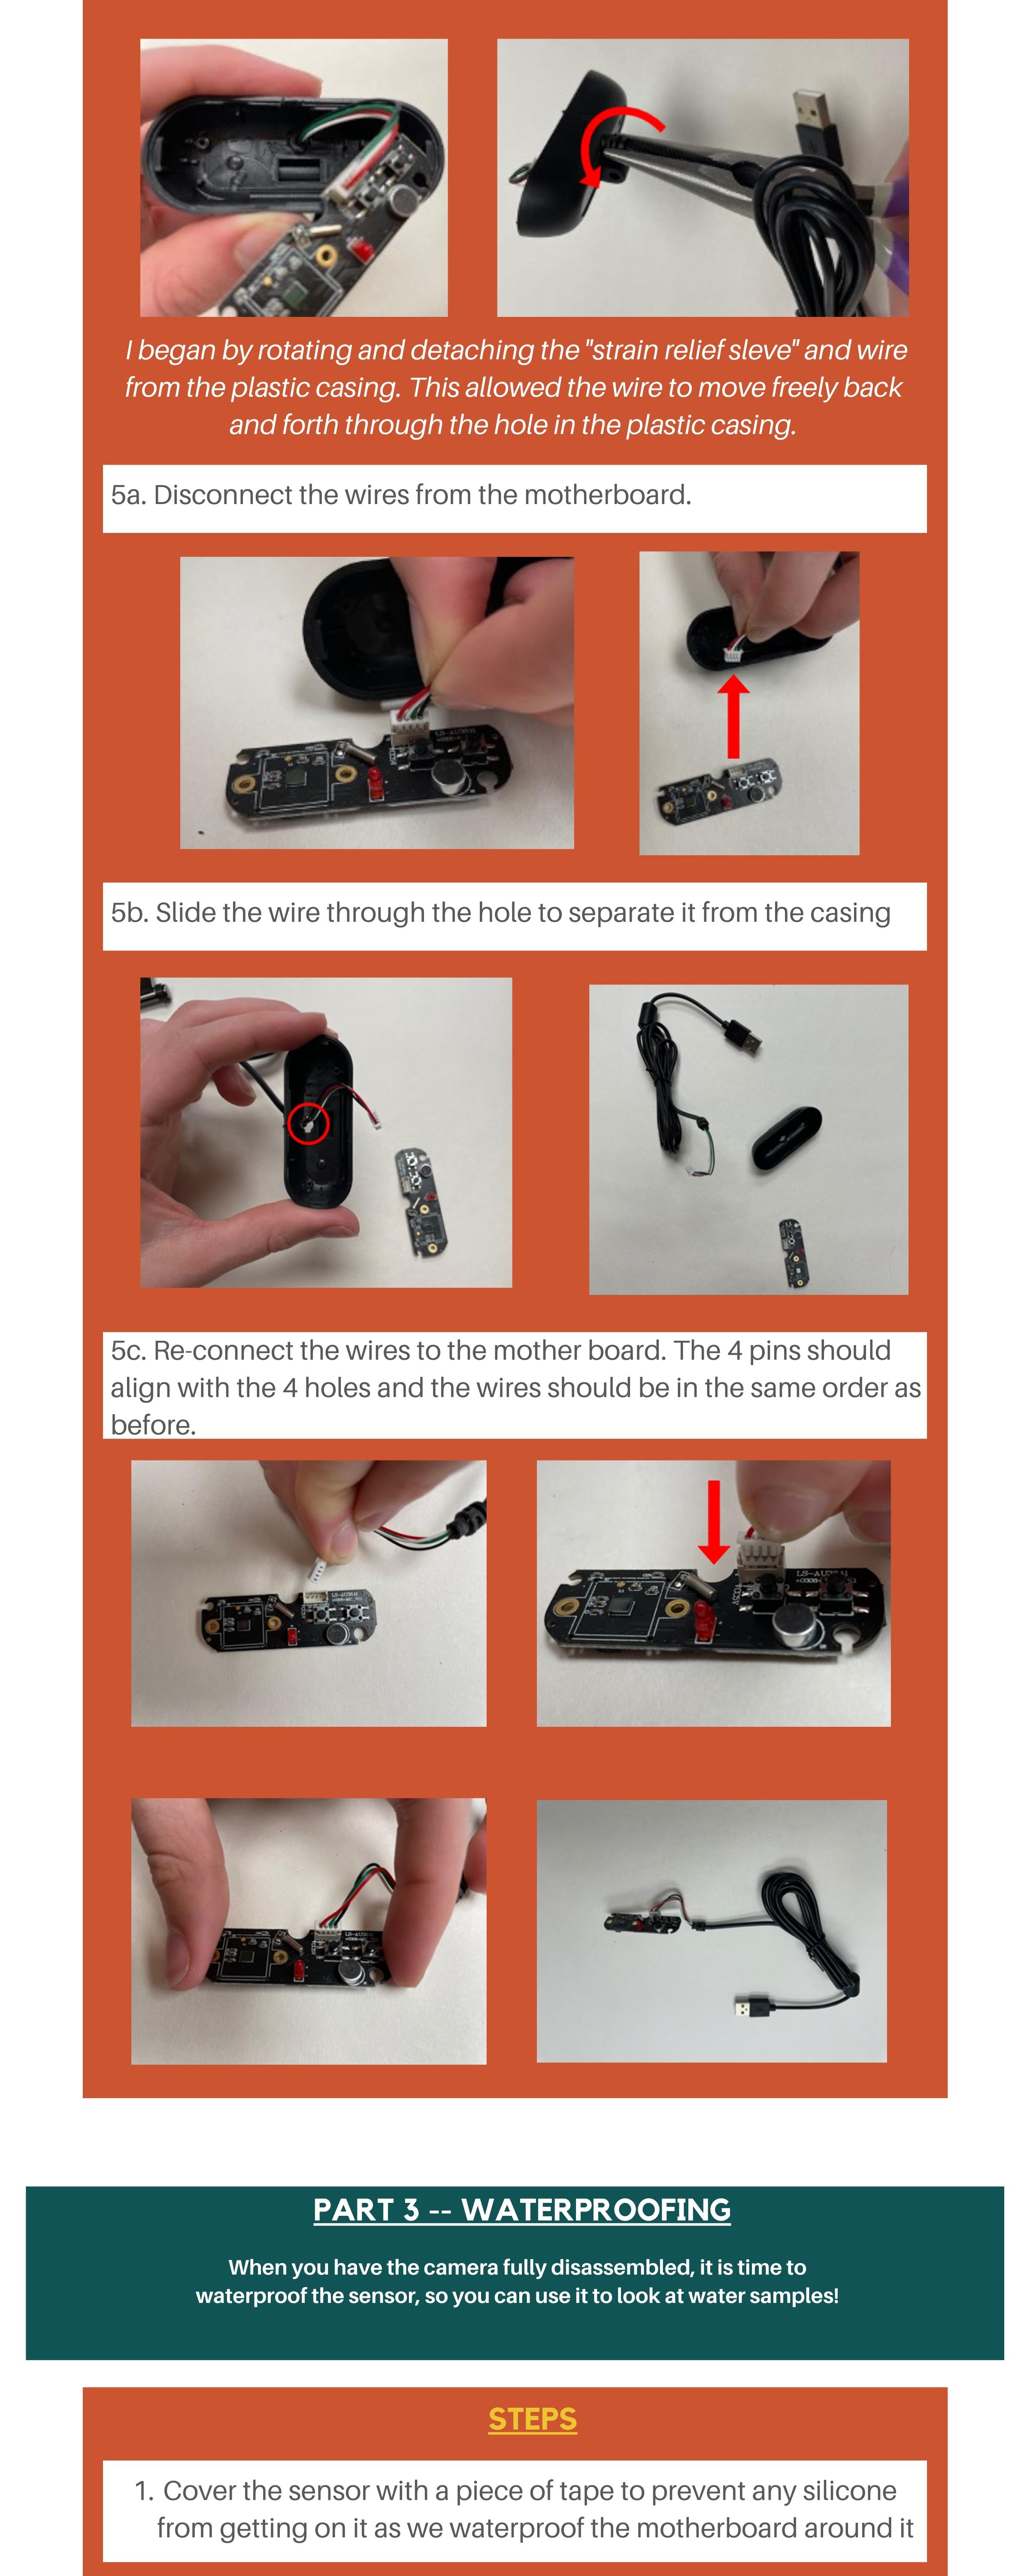 I began by rotating and detaching the "strain relief sleve" and wire
from the plastic casing. This allowed the wire to move freely back
and forth through the hole in the plastic casing.
5a. Disconnect the wires from the motherboard.
5b. Slide the wire through the hole to separate it from the casing
5c. Re-connect the wires to the mother board. The 4 pins should
align with the 4 holes and the wires should be in the same order as
before.
PART 3 -- WATERPROOFING
When you have the camera fully disassembled, it is time to
waterproof the sensor, so you can use it to look at water samples!
STEPS
1. Cover the sensor with a piece of tape to prevent any silicone
from getting on it as we waterproof the motherboard around it